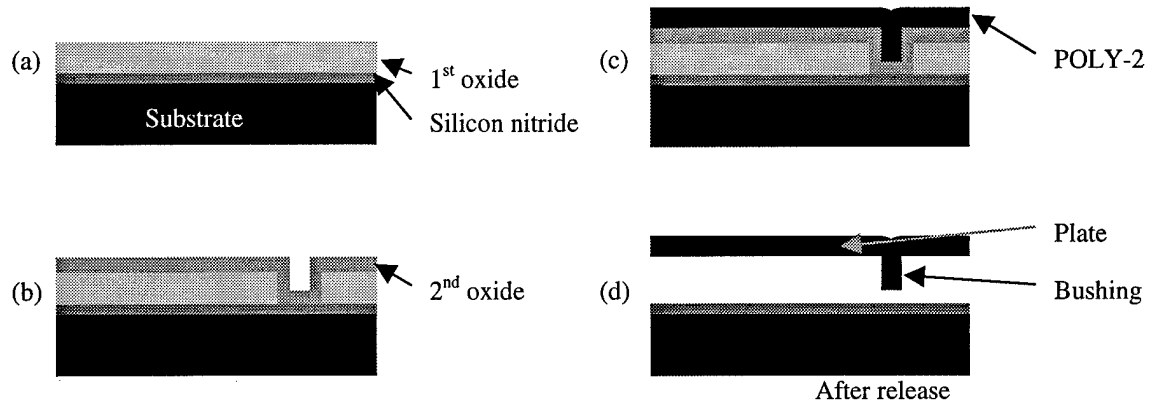 (a)
1st oxide
Substrate
Silicon nitride
(b)
2nd oxide
(c)
POLY-2
(d)
Plate
Bushing
After release